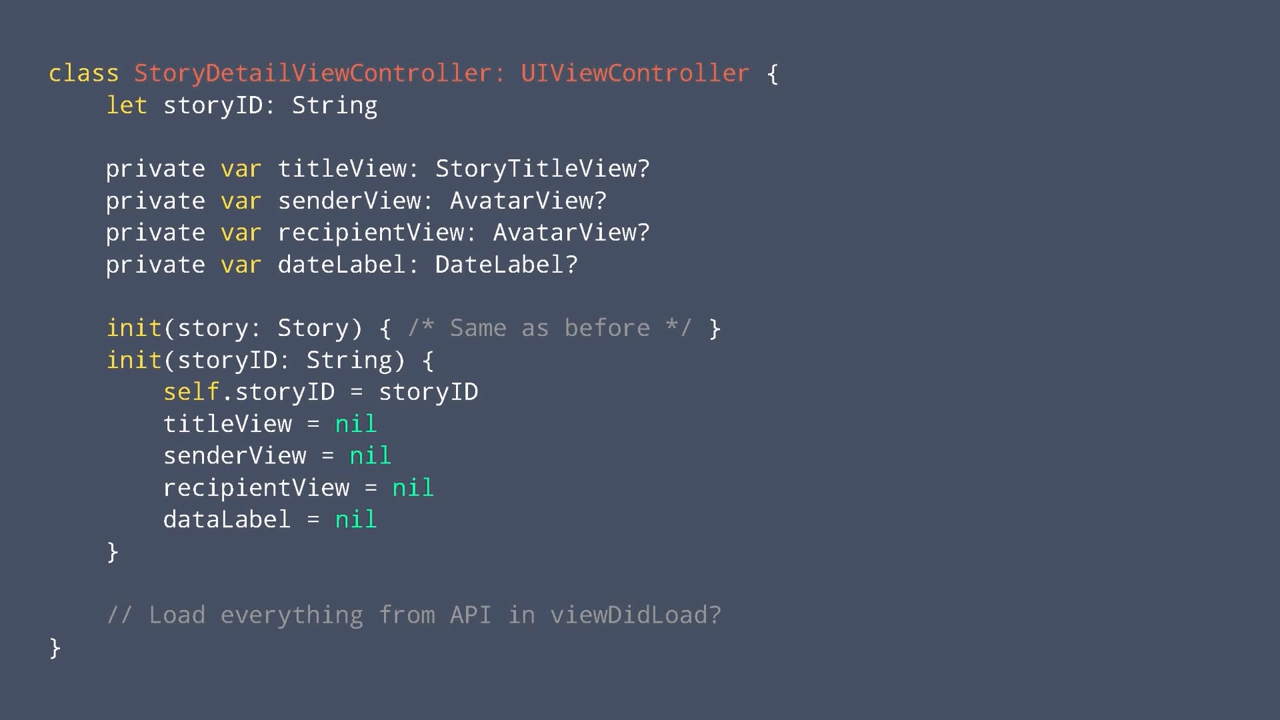 class StoryDetailViewController: UIViewController {
    let storyID: String

    private var titleView: StoryTitleView?
    private var senderView: AvatarView?
    private var recipientView: AvatarView?
    private var dateLabel: DateLabel?

    init(story: Story) { /* Same as before */ }
    init(storyID: String) {
        self.storyID = storyID
        titleView = nil
        senderView = nil
        recipientView = nil
        dataLabel = nil
    }

    // Load everything from API in viewDidLoad?
}